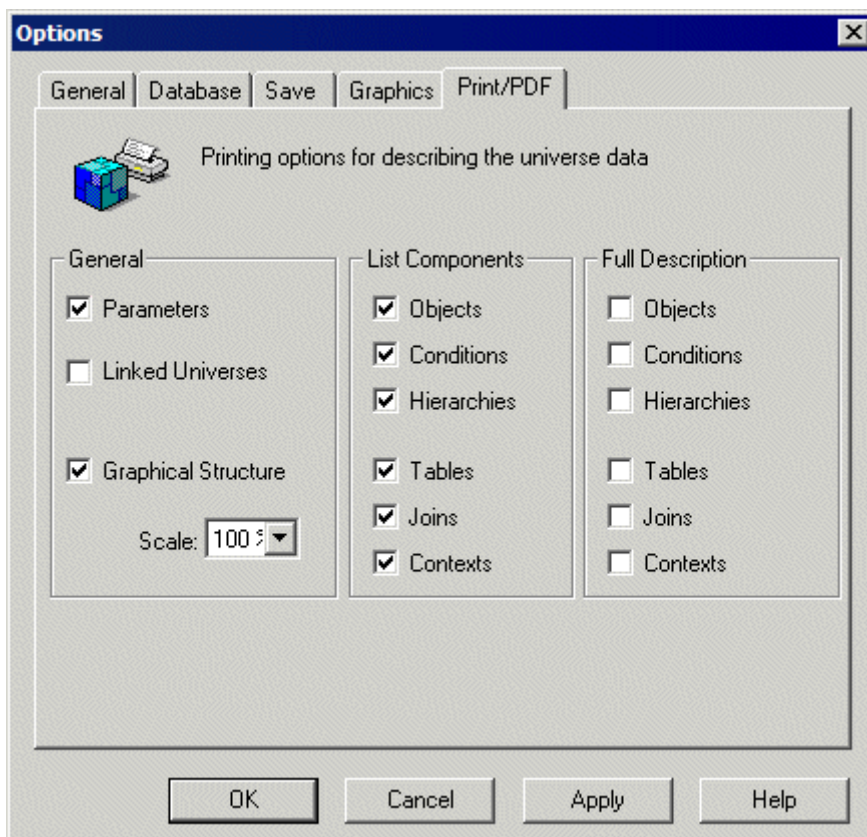 Options
General Database Save Graphics Print/PDF
Printing options for describing the universe data
General
Parameters
Linked Universes
Graphical Structure
Scale: 100 %
List Components
Objects
Conditions
Hierarchies
Tables
Joins
Contexts
Full Description
Objects
Conditions
Hierarchies
Tables
Joins
Contexts
OK Cancel Apply Help